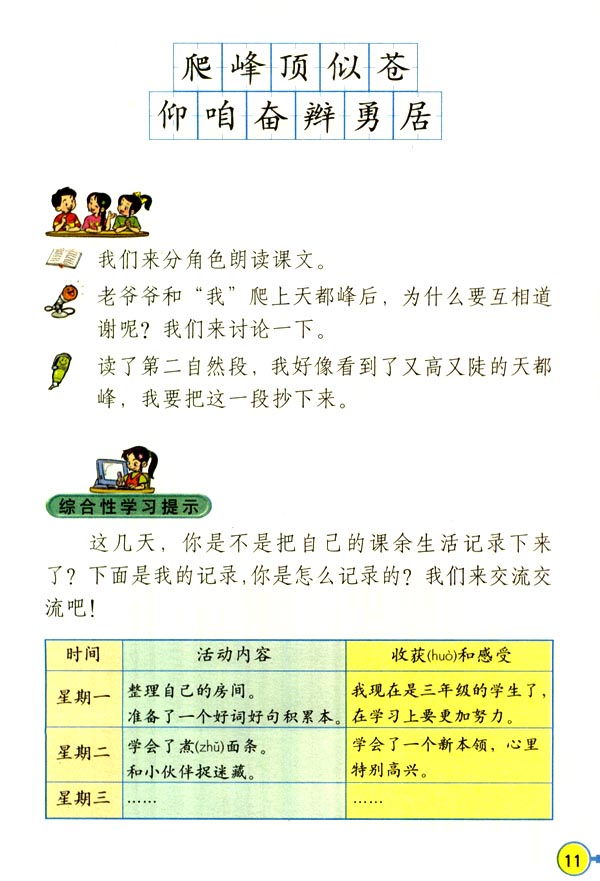 爬峰顶似苍
仰咱奋辫勇居
我们来分角色朗读课文。
老爷爷和“我”爬上天都峰后，为什么要互相道
谢呢？我们来讨论一下。
读了第二自然段，我好像看到了又高又陡的天都
峰，我要把这一段抄下来。
综合性学习提示
这几天，你是不是把自己的课余生活记录下来
了？下面是我的记录，你是怎么记录的？我们来交流交
流吧！
时间 活动内容 收获(huò)和感受
星期一 整理自己的房间。 我现在是三年级的学生了，
准备了一个好词好句积累本。 在学习上要更加努力。
星期二 学会了煮(zhǔ)面条。 学会了一个新本领，心里
和小伙伴捉迷藏。 特别高兴。
星期三 …… ……
11